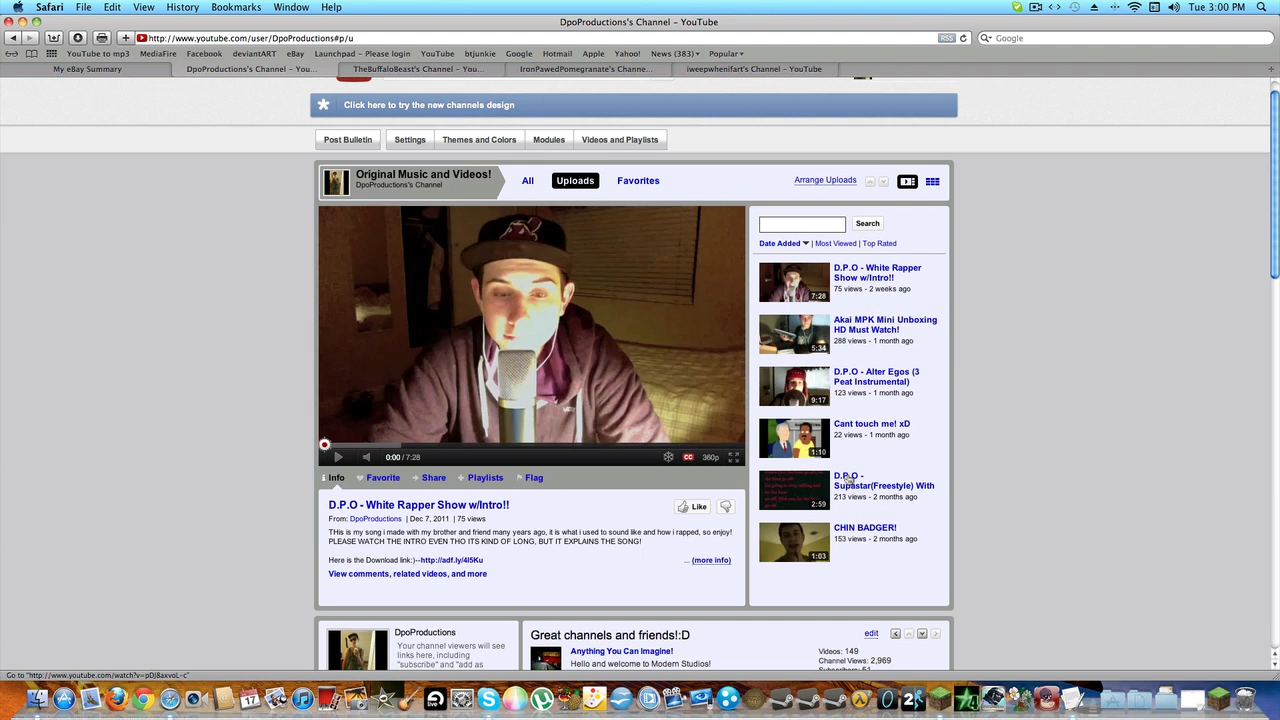 Safari File Edit View History Bookmarks Window Help Tue 3:00 PM
DpoProductions's Channel – YouTube
http://www.youtube.com/user/DpoProductions#p/u RSS Google
YouTube to mp3 MediaFire Facebook deviantART eBay Launchpad – Please login YouTube btjunkie Google Hotmail Apple Yahoo! News (383) Popular
My eBay Summary DpoProductions's Channel – You... TheBuffaloBeast's Channel – You... IronPawedPomegranate's Channe... iweepwhenifart's Channel – YouTube
Click here to try the new channels design
Post Bulletin Settings Themes and Colors Modules Videos and Playlists
Original Music and Videos!
DpoProductions's Channel
All Uploads Favorites Arrange Uploads
Search
Date Added | Most Viewed | Top Rated
D.P.O - White Rapper
Show w/Intro!!
75 views - 2 weeks ago
7:28
Akai MPK Mini Unboxing
HD Must Watch!
288 views - 1 month ago
5:34
D.P.O - Alter Egos (3
Peat Instrumental)
123 views - 1 month ago
9:17
Cant touch me! xD
22 views - 1 month ago
1:10
D.P.O -
Supastar(Freestyle) With
213 views - 2 months ago
2:59
CHIN BADGER!
153 views - 2 months ago
1:03
0:00 / 7:28 CC 360p
Info Favorite Share Playlists Flag
D.P.O - White Rapper Show w/Intro!! Like
From: DpoProductions | Dec 7, 2011 | 75 views
THis is my song i made with my brother and friend many years ago, it is what i used to sound like and how i rapped, so enjoy!
PLEASE WATCH THE INTRO EVEN THO ITS KIND OF LONG, BUT IT EXPLAINS THE SONG!
Here is the Download link:)--http://adf.ly/4I5Ku ... (more info)
View comments, related videos, and more
DpoProductions
Your channel viewers will see
links here, including
"subscribe" and "add as
Great channels and friends!:D edit
Anything You Can Imagine!
Hello and welcome to Modern Studios!
Videos: 149
Channel Views: 2,969
Go to "http://www.youtube.com/watch?v=pDJ8axvoL-c"